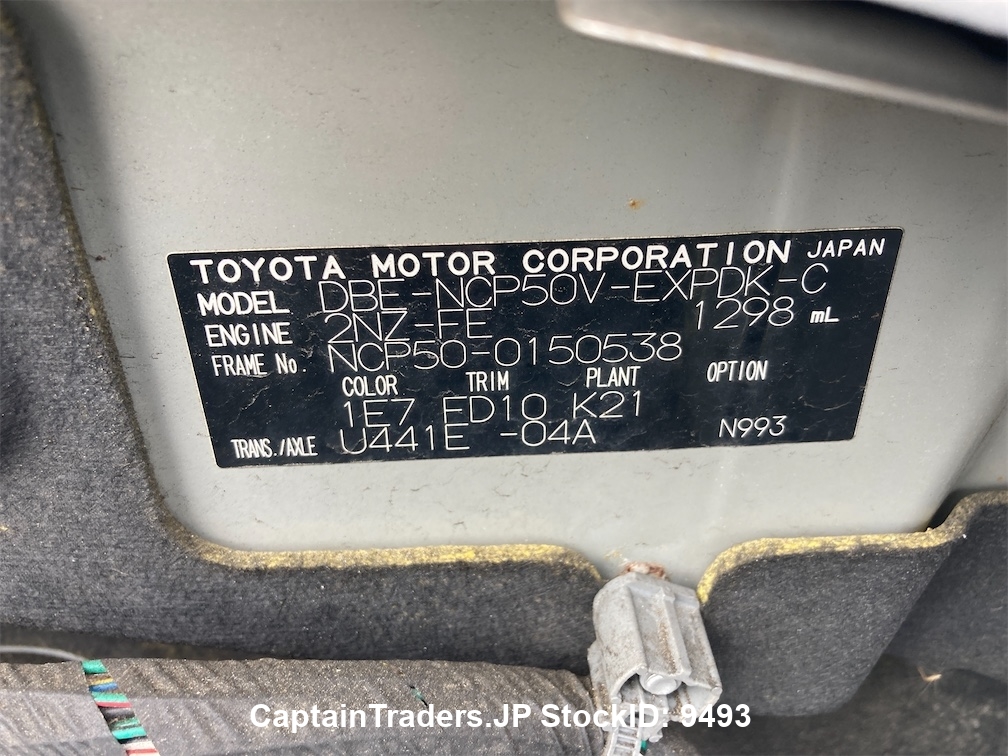 TOYOTA MOTOR CORPORATION JAPAN
MODEL DBE-NCP50V-EXPDK-C
ENGINE 2NZ-FE 1298 mL
FRAME No. NCP50-0150538
COLOR TRIM PLANT OPTION
1E7 ED10 K21
TRANS./AXLE U441E -04A N993
CaptainTraders.JP StockID: 9493